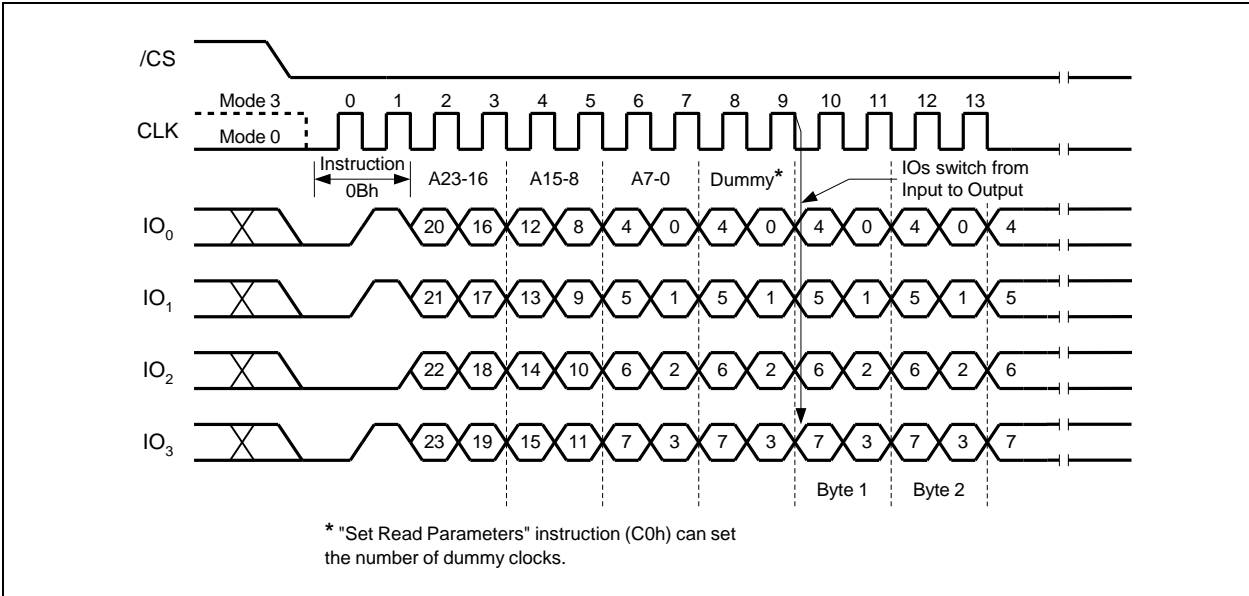 /CS
Mode 3 0 1 2 3 4 5 6 7 8 9 10 11 12 13
CLK Mode 0
Instruction
0Bh A23-16 A15-8 A7-0 Dummy* IOs switch from
Input to Output
IO0 20 16 12 8 4 0 4 0 4 0 4 0 4
IO1 21 17 13 9 5 1 5 1 5 1 5 1 5
IO2 22 18 14 10 6 2 6 2 6 2 6 2 6
IO3 23 19 15 11 7 3 7 3 7 3 7 3 7
Byte 1 Byte 2
* "Set Read Parameters" instruction (C0h) can set
the number of dummy clocks.